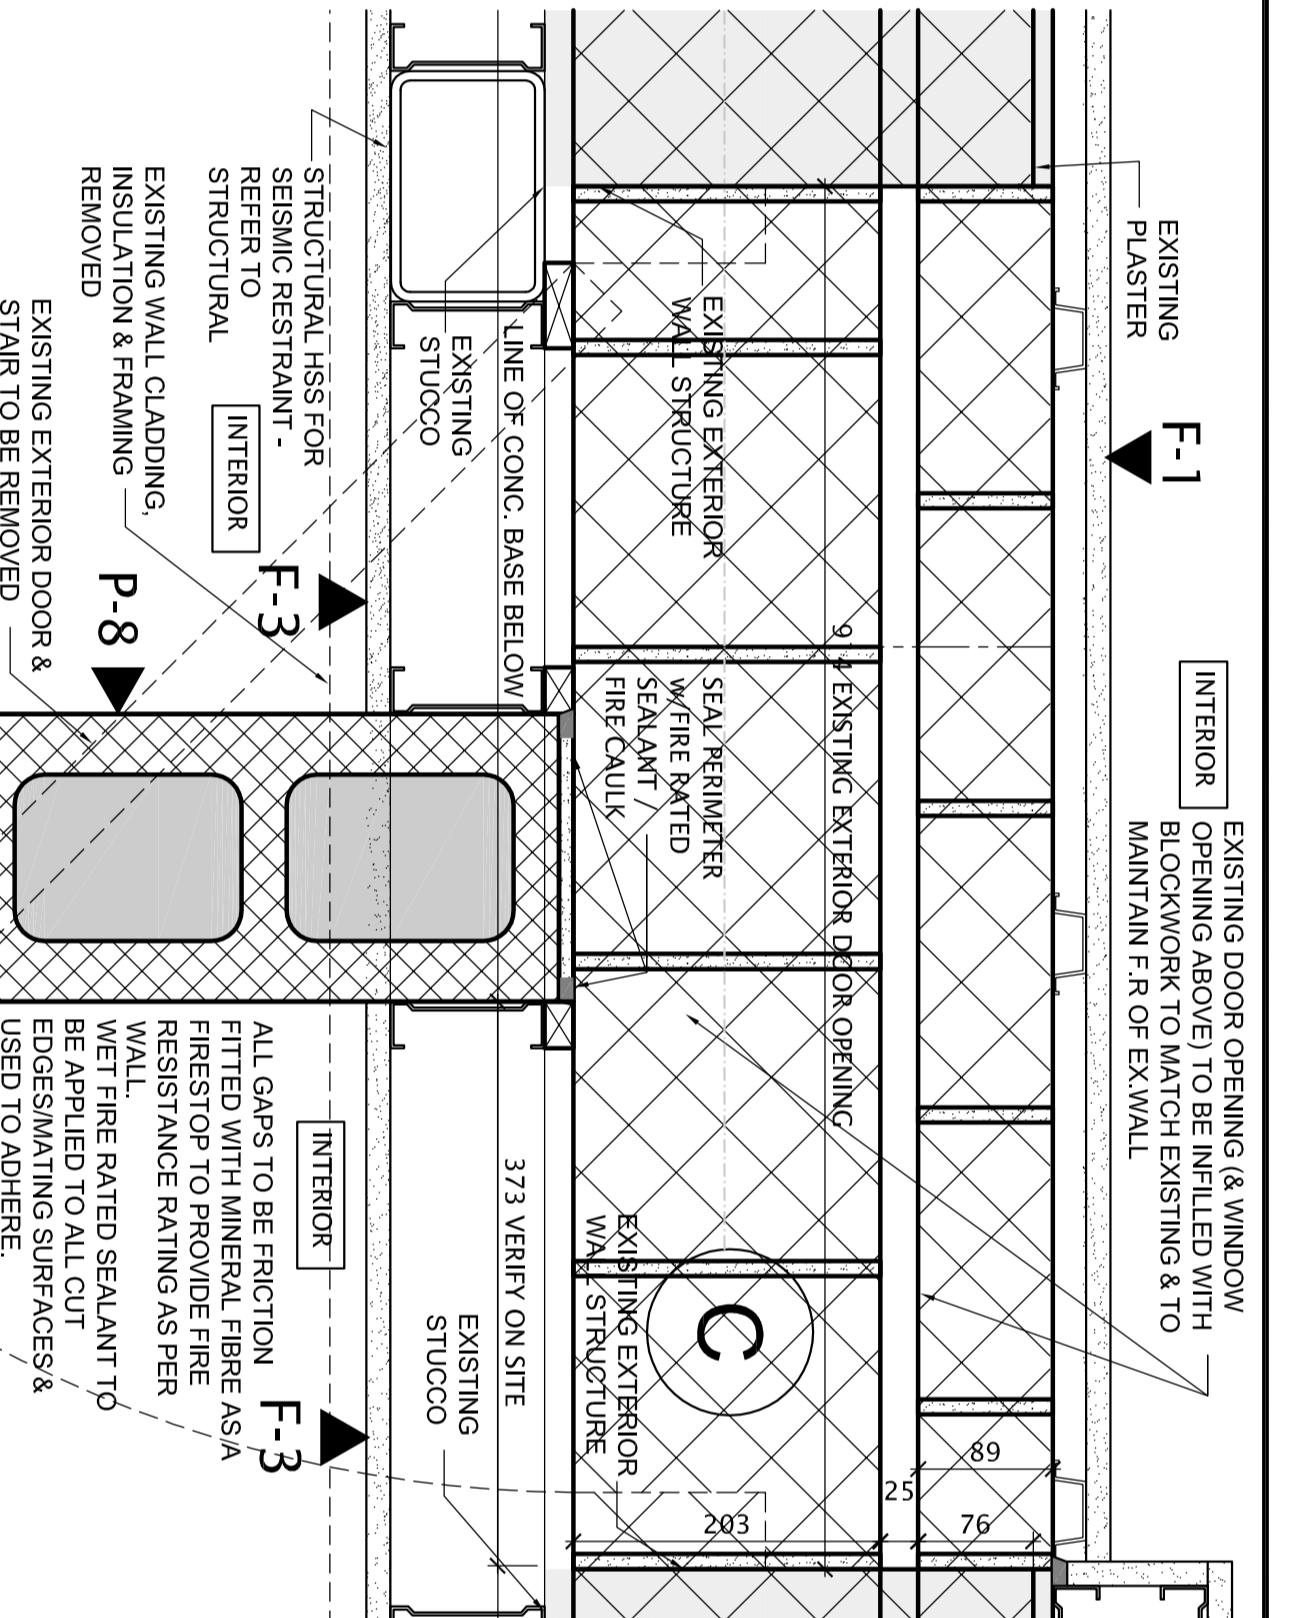 EXISTING
PLASTER
F-1
INTERIOR
EXISTING DOOR OPENING (& WINDOW
OPENING ABOVE) TO BE INFILLED WITH
BLOCKWORK TO MATCH EXISTING & TO
MAINTAIN F.R OF EX.WALL
89
25
76
203
914 EXISTING EXTERIOR DOOR OPENING
EXISTING EXTERIOR
WALL STRUCTURE
SEAL PERIMETER
w/ FIRE RATED
SEALANT /
FIRE CAULK
C
EXISTING EXTERIOR
WALL STRUCTURE
LINE OF CONC. BASE BELOW
373 VERIFY ON SITE
EXISTING
STUCCO
EXISTING
STUCCO
STRUCTURAL HSS FOR
SEISMIC RESTRAINT -
REFER TO
STRUCTURAL
INTERIOR
F-3
INTERIOR
F-3
EXISTING WALL CLADDING,
INSULATION & FRAMING
REMOVED
P-8
EXISTING EXTERIOR DOOR &
STAIR TO BE REMOVED
ALL GAPS TO BE FRICTION
FITTED WITH MINERAL FIBRE AS A
FIRESTOP TO PROVIDE FIRE
RESISTANCE RATING AS PER
WALL.
WET FIRE RATED SEALANT TO
BE APPLIED TO ALL CUT
EDGES/MATING SURFACES &
USED TO ADHERE.